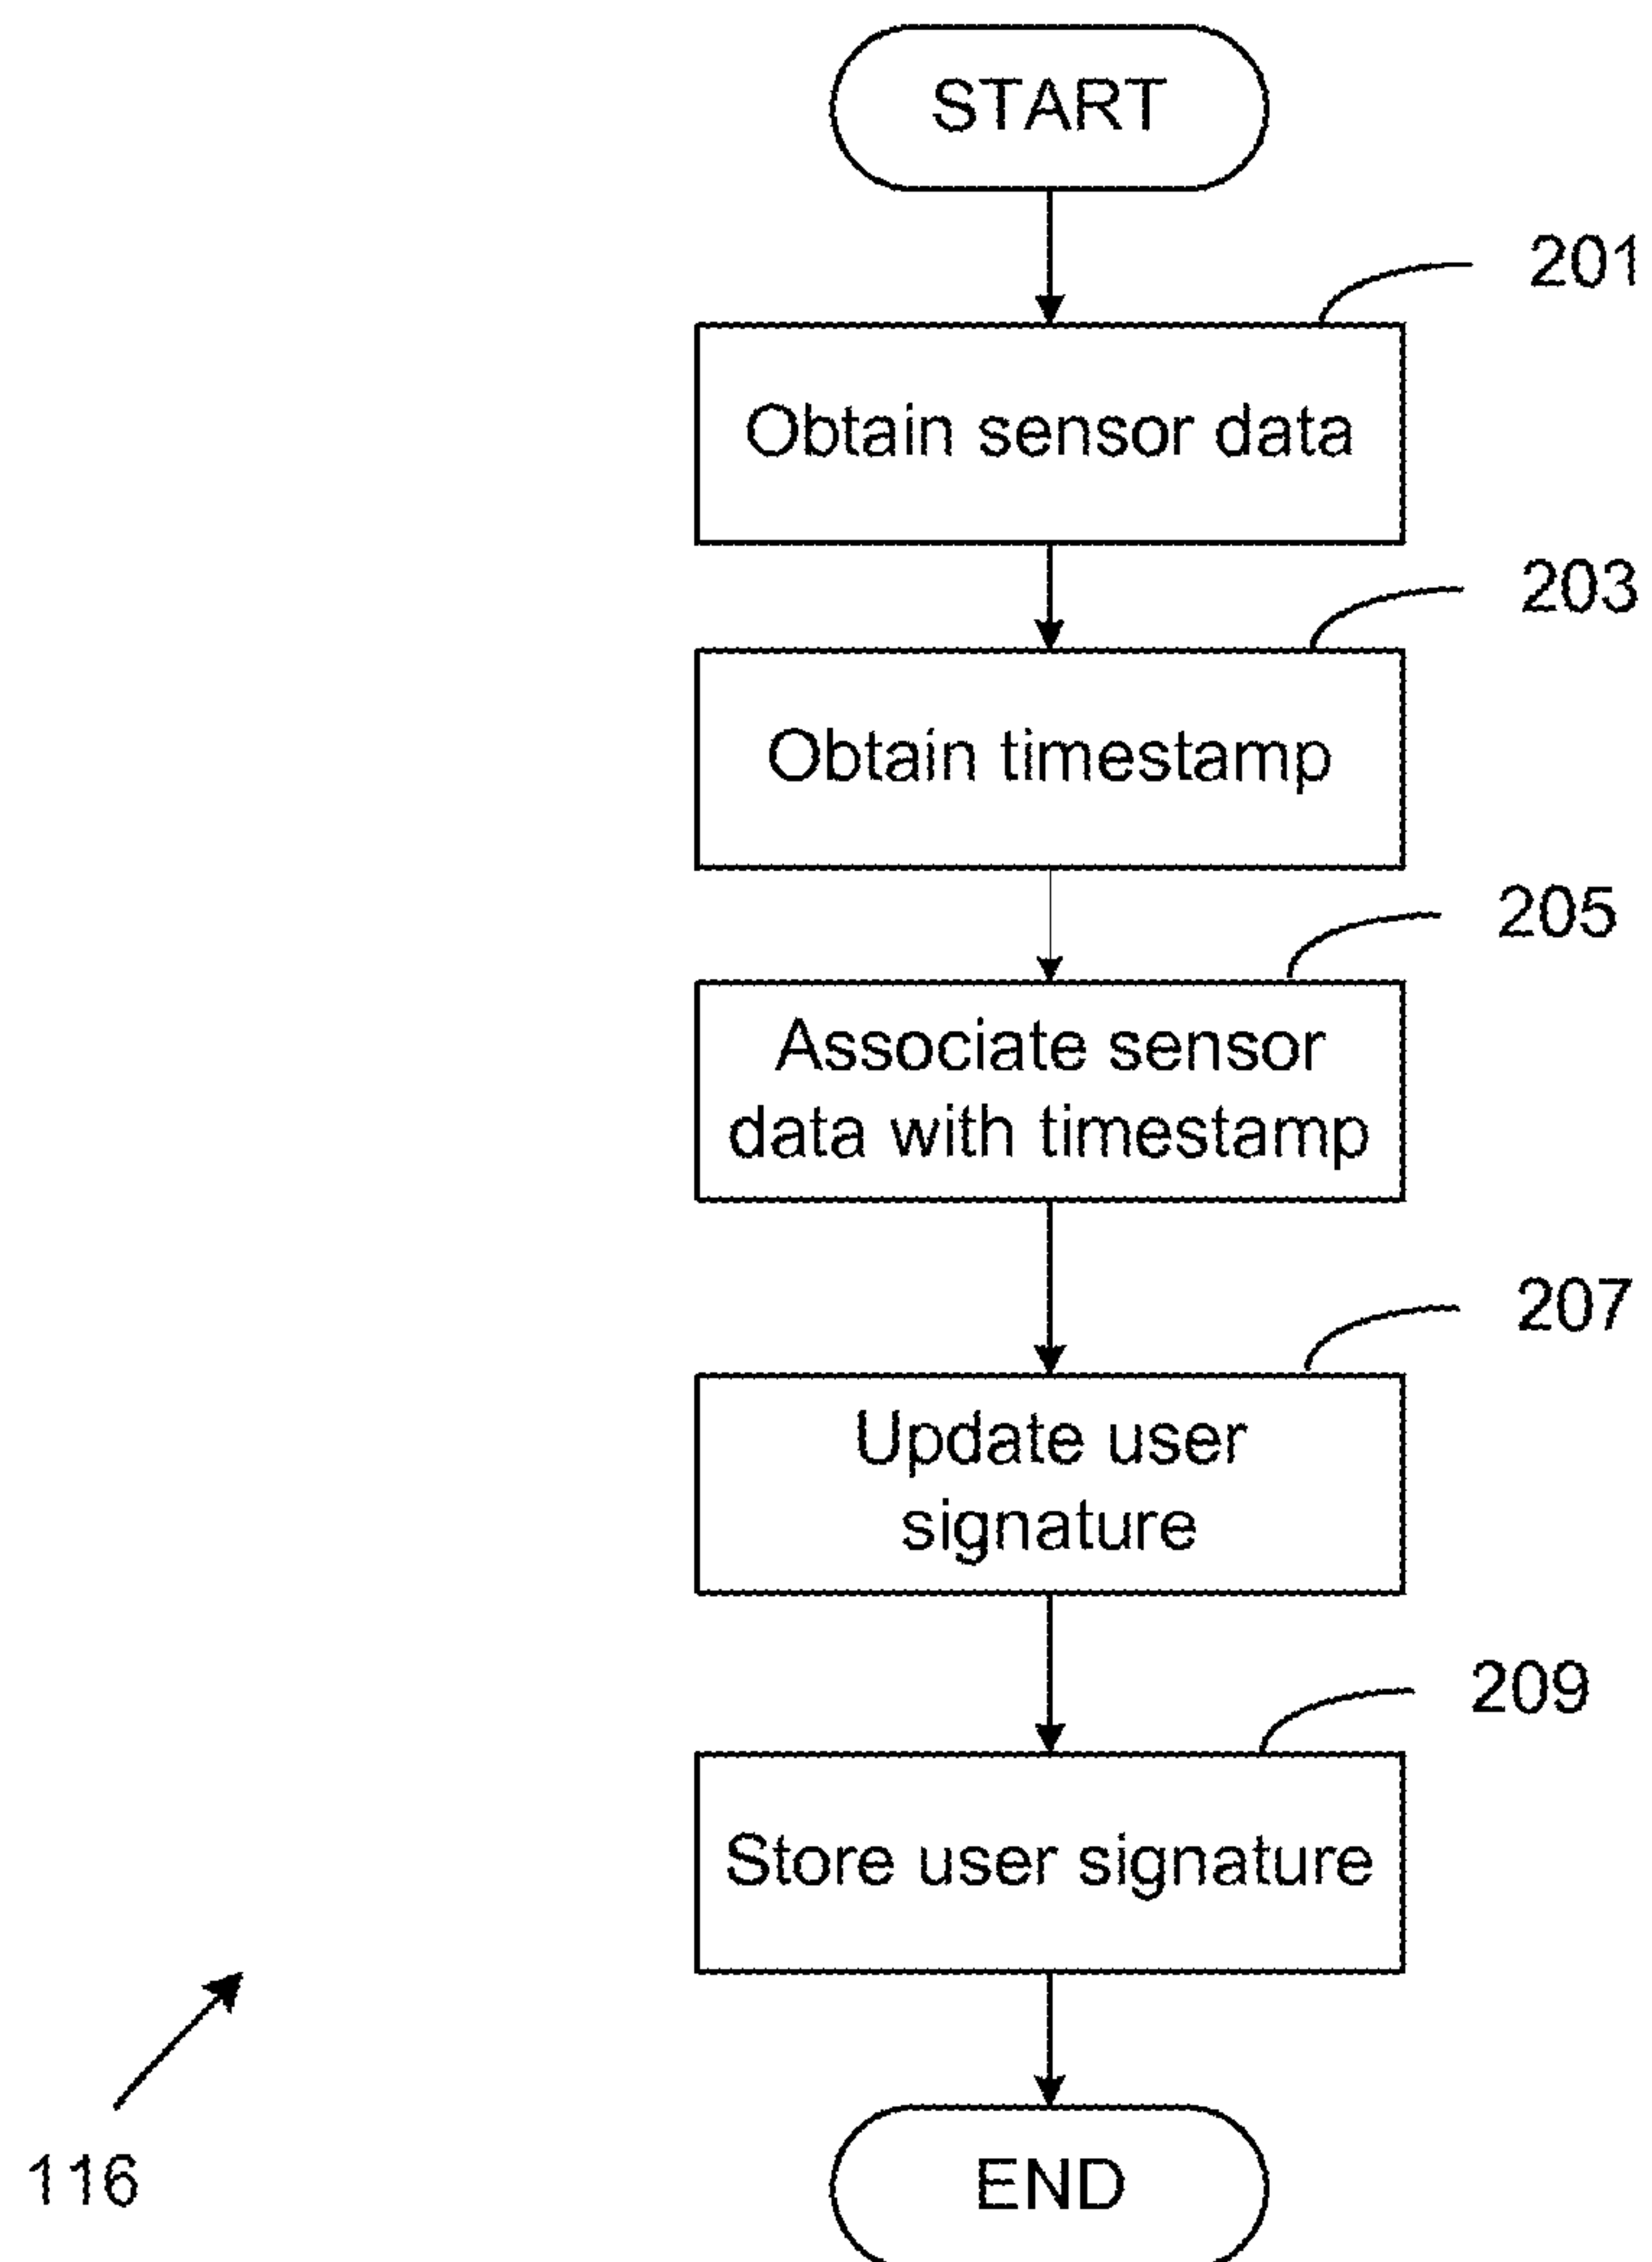 START
201
Obtain sensor data
203
Obtain timestamp
205
Associate sensor
data with timestamp
207
Update user
signature
209
Store user signature
116
END